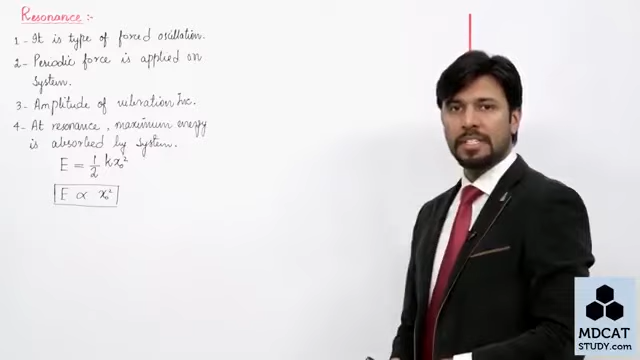 Resonance :-
1 - It is type of forced oscillation.
2 - Periodic force is applied on
System.
3 - Amplitude of vibration Inc.
4 - At resonance, maximum energy
is absorbed by System.
E = 1/2 kx₀²
E ∝ x₀²
MDCAT
STUDY.com